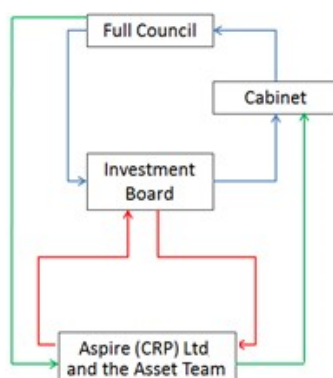 Full Council
Cabinet
Investment
Board
Aspire (CRP) Ltd
and the Asset Team